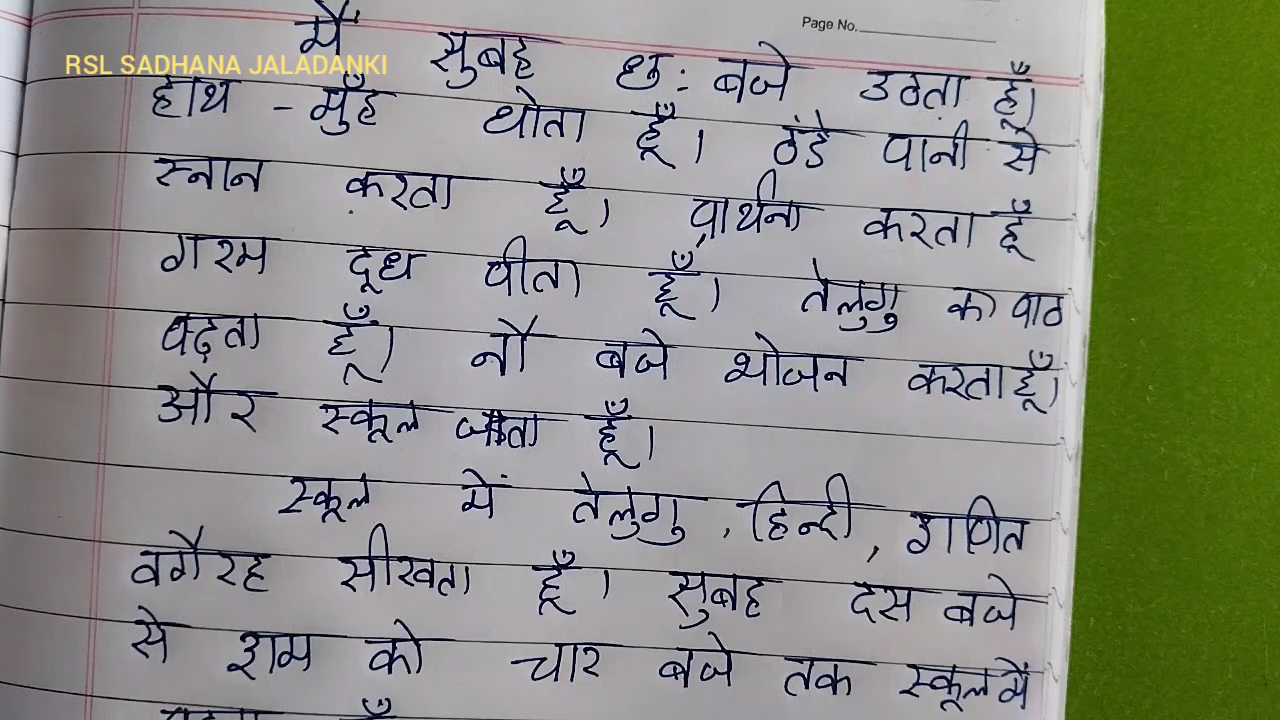 Page No.
RSL SADHANA JALADANKI
मैं सुबह छः बजे उठता हूँ।
हाथ - मुँह धोता हूँ। ठंडे पानी से
स्नान करता हूँ। प्रार्थना करता हूँ
गरम दूध पीता हूँ। तेलुगु का पाठ
पढ़ता हूँ। नौ बजे भोजन करता हूँ।
और स्कूल जाता हूँ।
स्कूल में तेलुगु, हिन्दी, गणित
वगैरह सीखता हूँ। सुबह दस बजे
से शाम को चार बजे तक स्कूल में